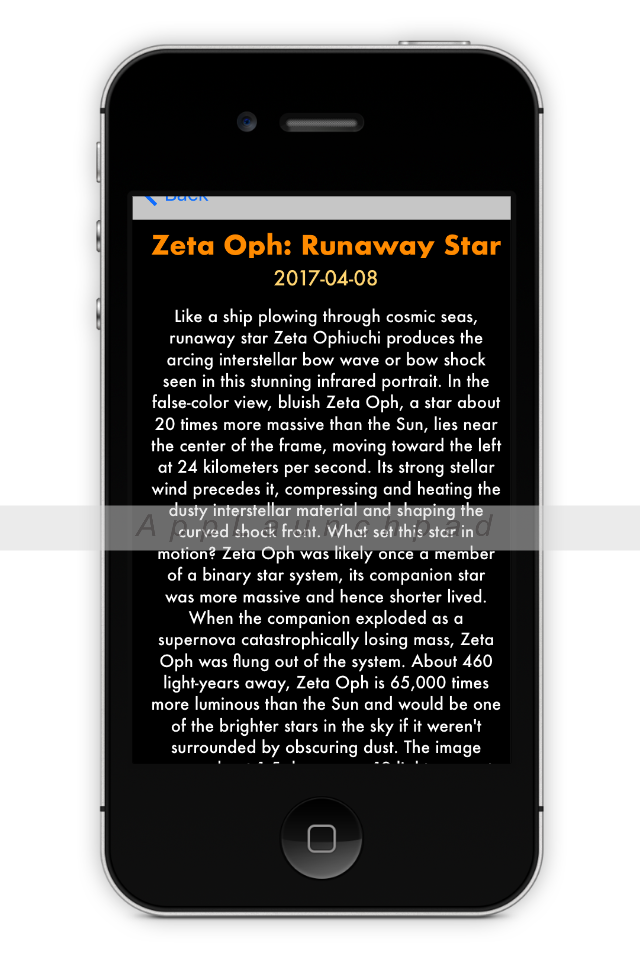 Back
Zeta Oph: Runaway Star
2017-04-08
Like a ship plowing through cosmic seas,
runaway star Zeta Ophiuchi produces the
arcing interstellar bow wave or bow shock
seen in this stunning infrared portrait. In the
false-color view, bluish Zeta Oph, a star about
20 times more massive than the Sun, lies near
the center of the frame, moving toward the left
at 24 kilometers per second. Its strong stellar
wind precedes it, compressing and heating the
dusty interstellar material and shaping the
AppLaunchpad
curved shock front. What set this star in
motion? Zeta Oph was likely once a member
of a binary star system, its companion star
was more massive and hence shorter lived.
When the companion exploded as a
supernova catastrophically losing mass, Zeta
Oph was flung out of the system. About 460
light-years away, Zeta Oph is 65,000 times
more luminous than the Sun and would be one
of the brighter stars in the sky if it weren't
surrounded by obscuring dust. The image